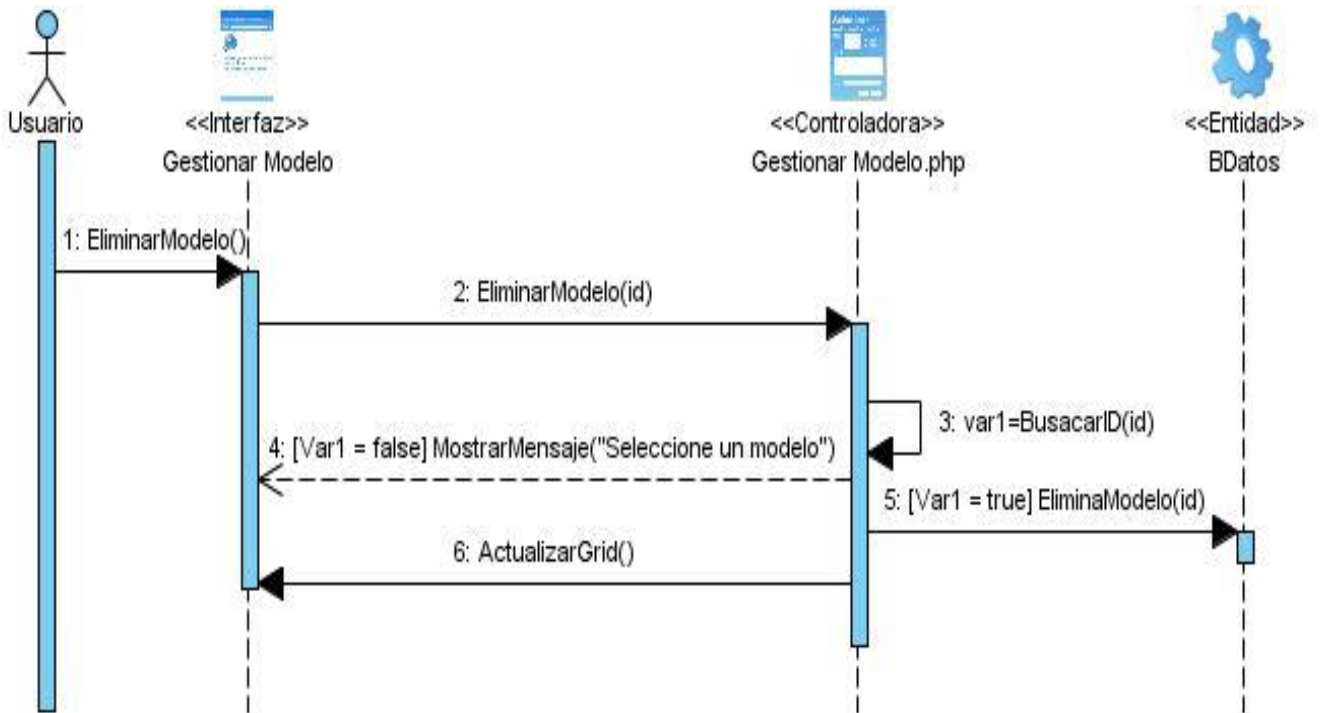 Usuario
<<Interfaz>>
Gestionar Modelo
<<Controladora>>
Gestionar Modelo.php
<<Entidad>>
BDatos
1: EliminarModelo()
2: EliminarModelo(id)
3: var1=BusacarID(id)
4: [Var1 = false] MostrarMensaje("Seleccione un modelo")
5: [Var1 = true] EliminaModelo(id)
6: ActualizarGrid()